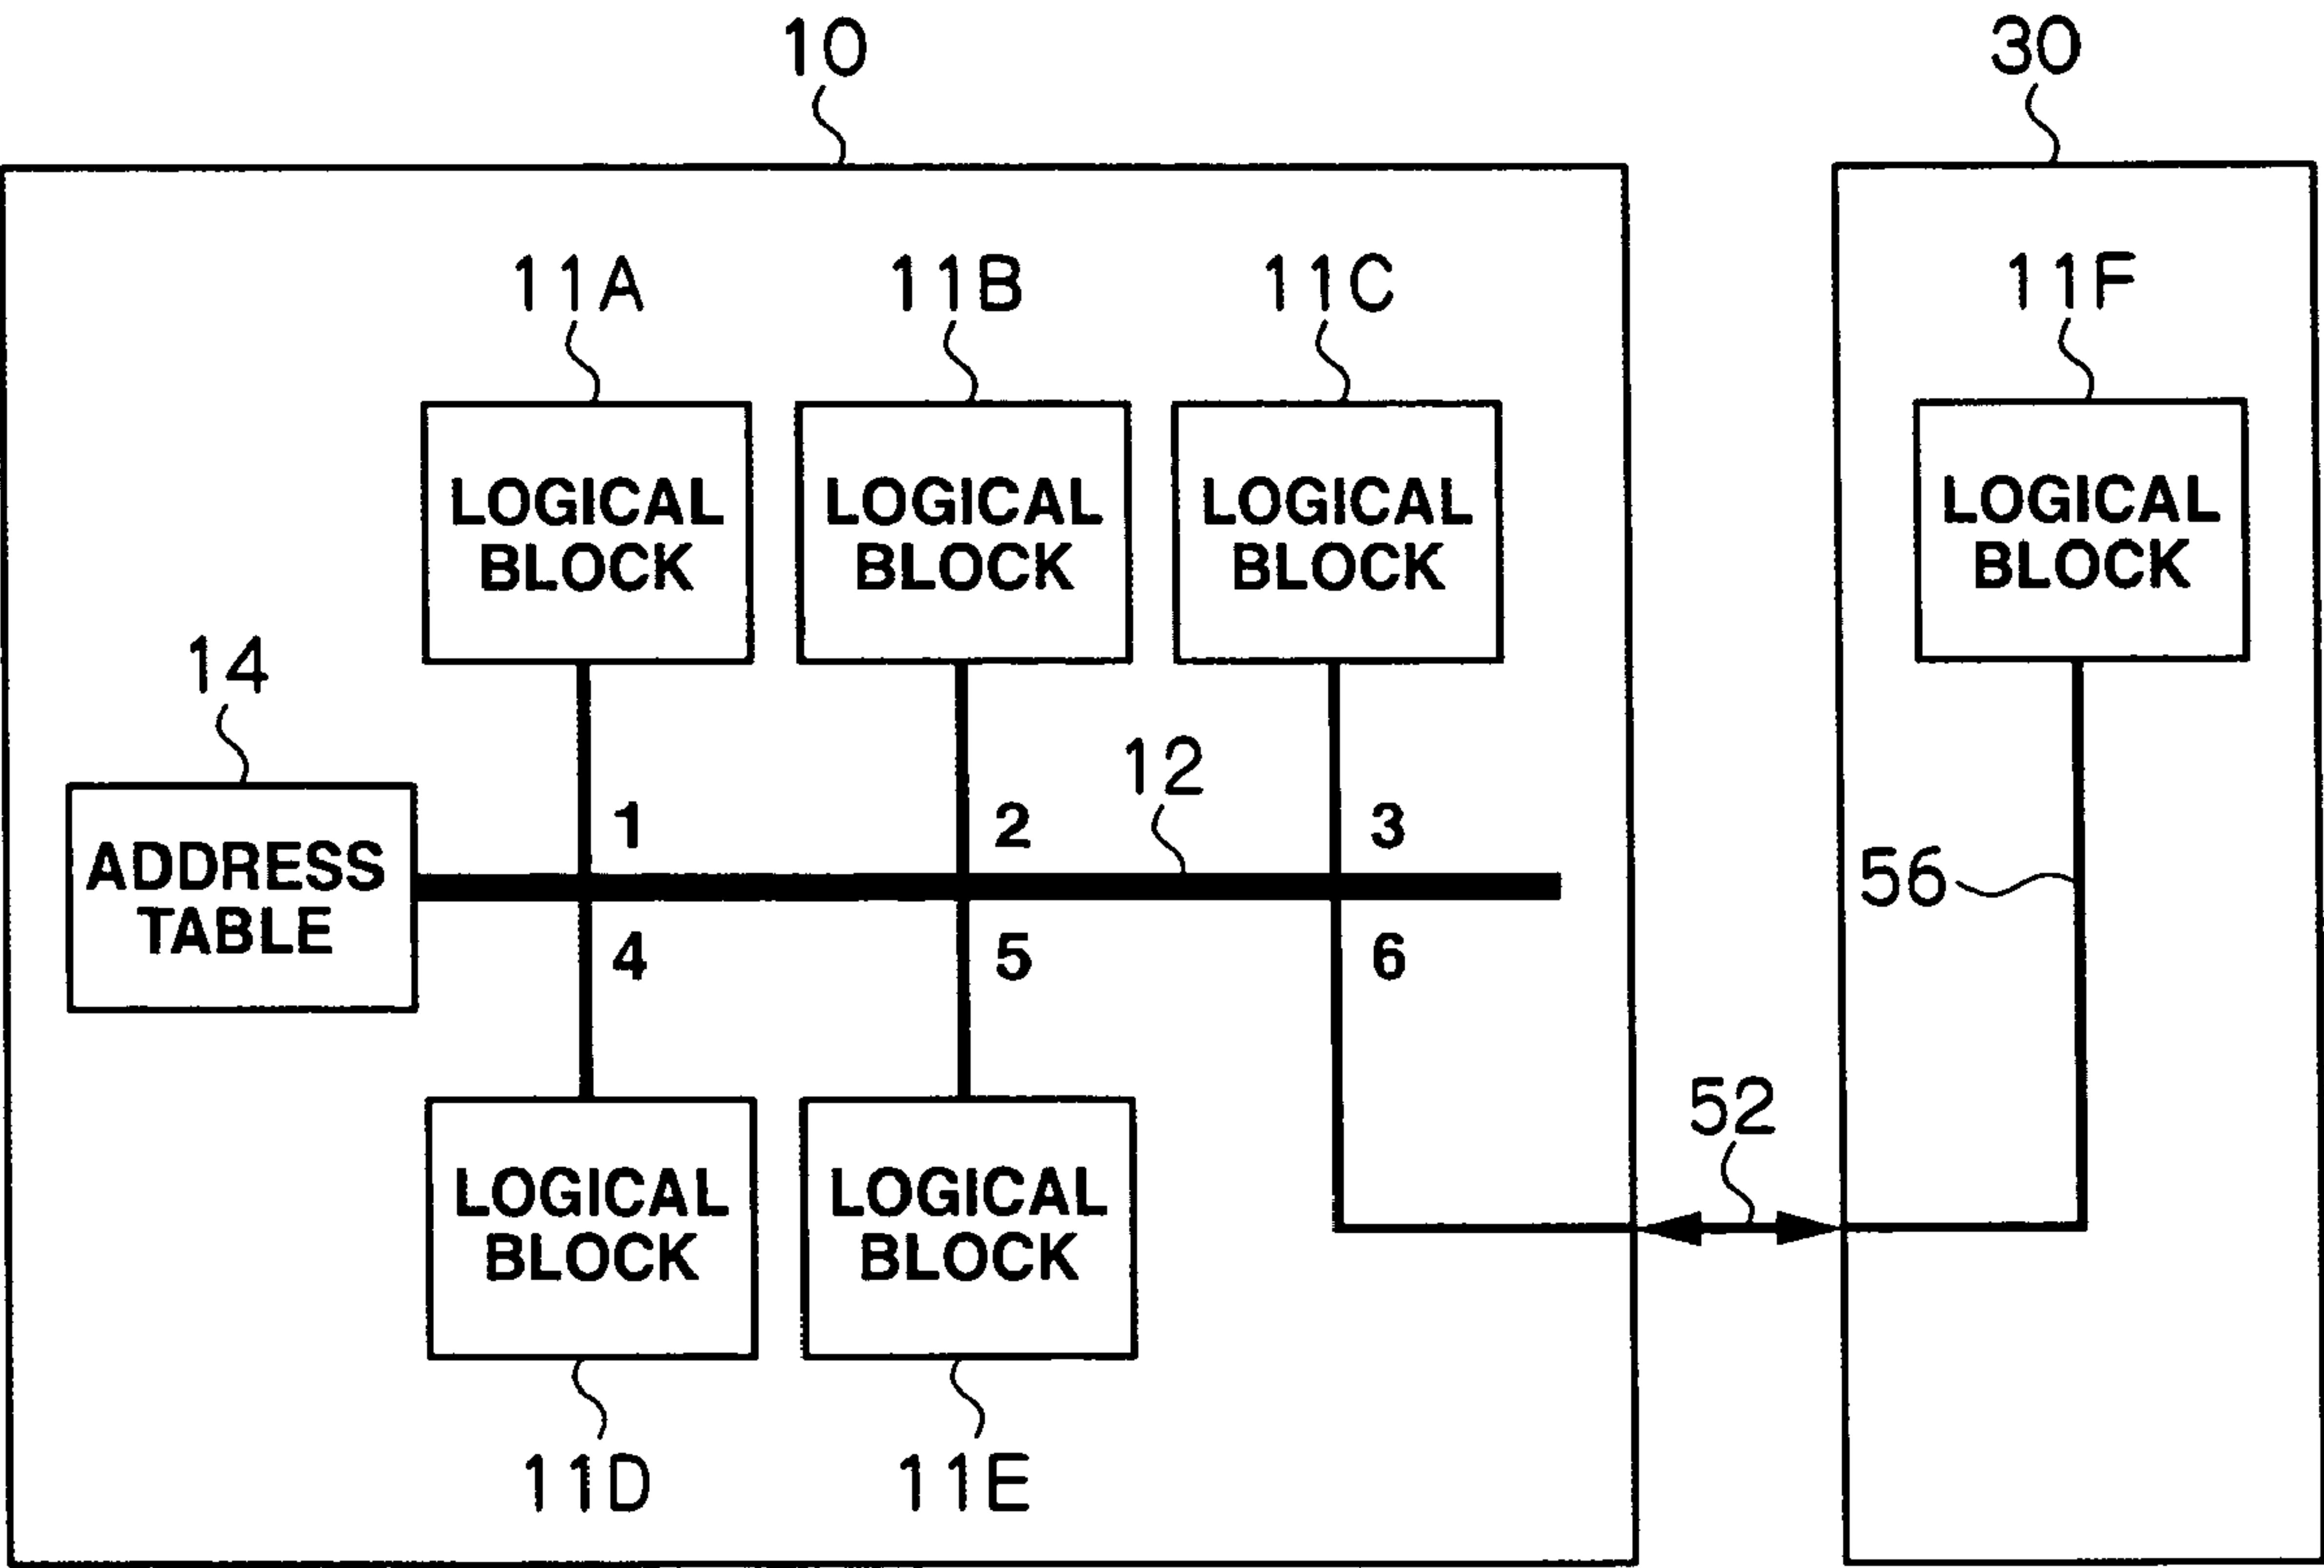 10
30
11A
11B
11C
11F
LOGICAL
BLOCK
LOGICAL
BLOCK
LOGICAL
BLOCK
LOGICAL
BLOCK
14
12
1
2
3
ADDRESS
TABLE
56
4
5
6
52
LOGICAL
BLOCK
LOGICAL
BLOCK
11D
11E